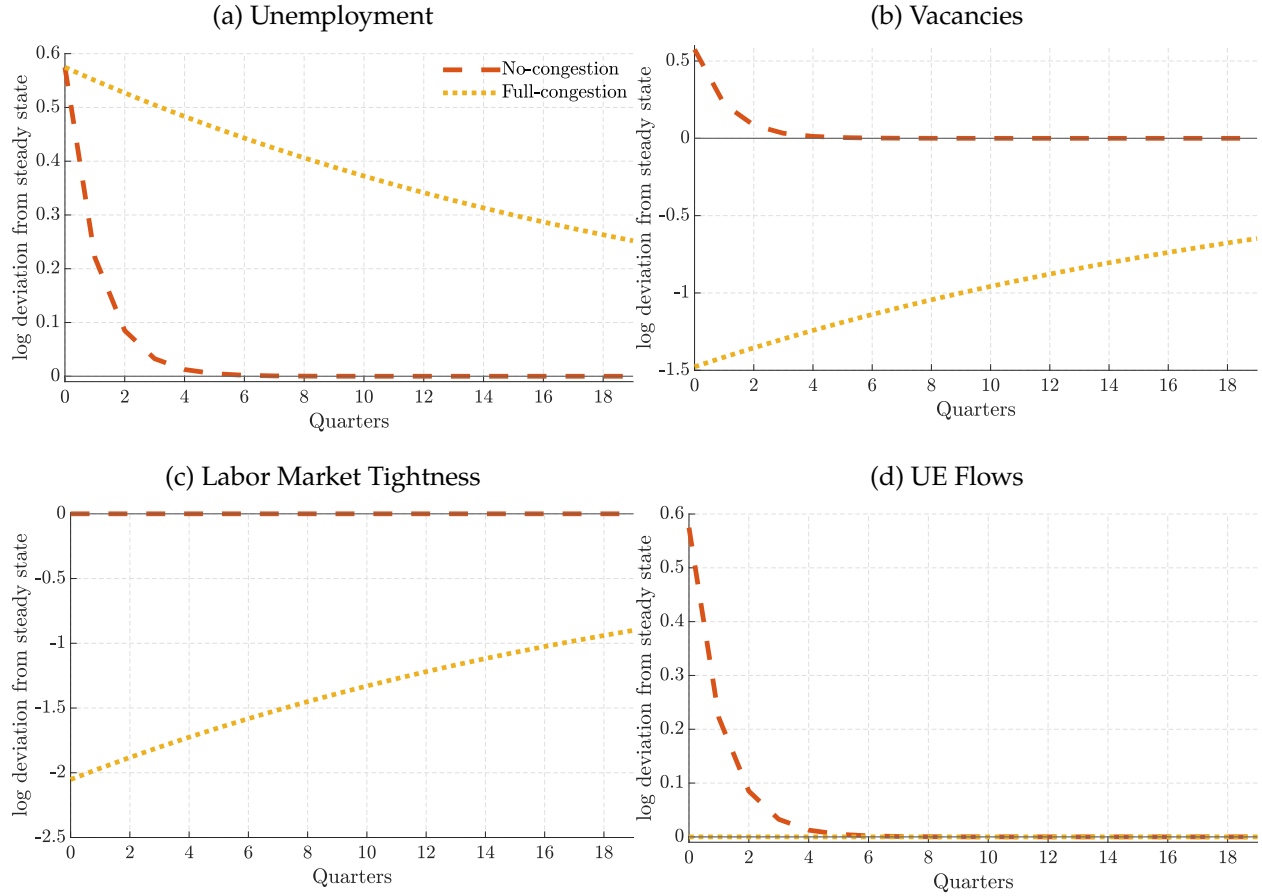 (a) Unemployment
log deviation from steady state
0.6
0.5
0.4
0.3
0.2
0.1
0
No-congestion
Full-congestion
0 2 4 6 8 10 12 14 16 18
Quarters
(b) Vacancies
log deviation from steady state
0.5
0
-0.5
-1
-1.5
0 2 4 6 8 10 12 14 16 18
Quarters
(c) Labor Market Tightness
log deviation from steady state
0
-0.5
-1
-1.5
-2
-2.5
0 2 4 6 8 10 12 14 16 18
Quarters
(d) UE Flows
log deviation from steady state
0.6
0.5
0.4
0.3
0.2
0.1
0
0 2 4 6 8 10 12 14 16 18
Quarters